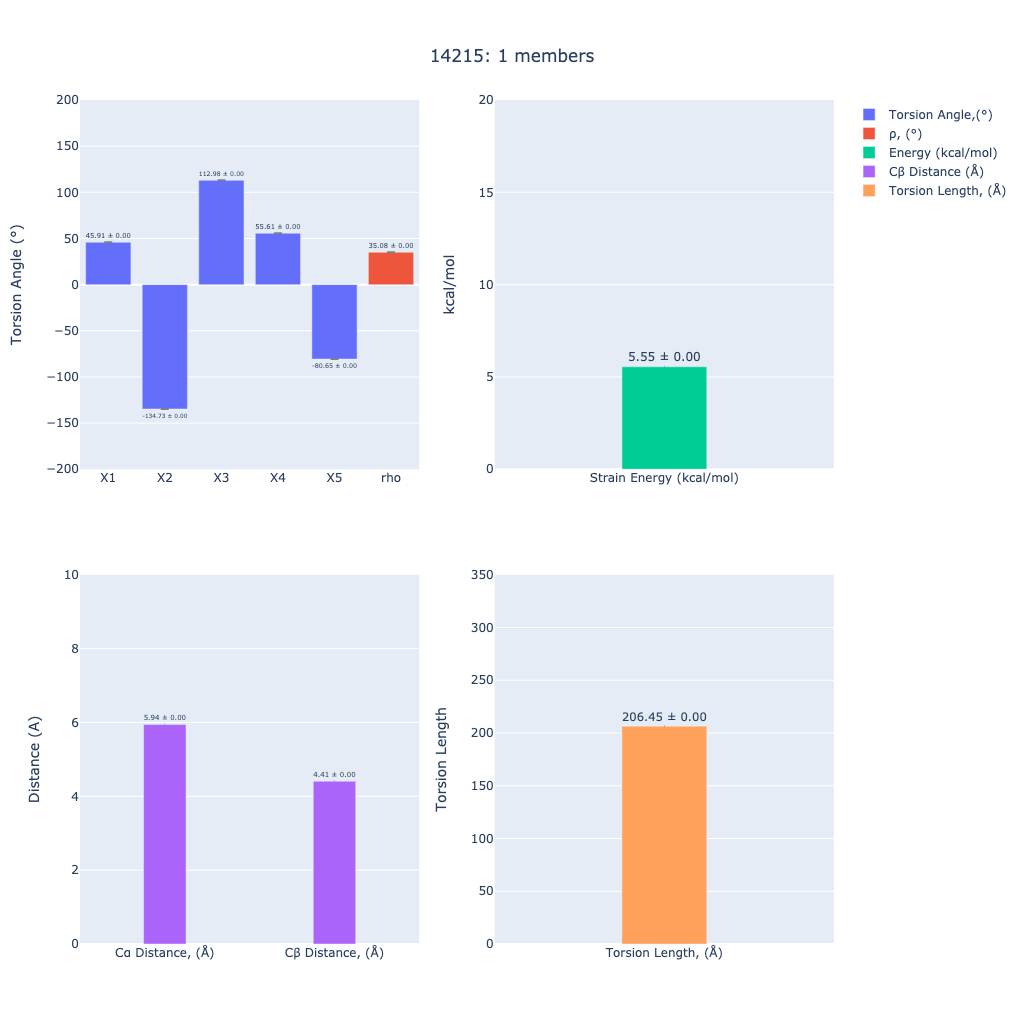 14215: 1 members
Torsion Angle (°)
200
150
100
50
0
−50
−100
−150
−200
45.91 ± 0.00
-134.73 ± 0.00
112.98 ± 0.00
55.61 ± 0.00
-80.65 ± 0.00
35.08 ± 0.00
X1 X2 X3 X4 X5 rho
kcal/mol
20
15
10
5
0
5.55 ± 0.00
Strain Energy (kcal/mol)
Torsion Angle,(°)
ρ, (°)
Energy (kcal/mol)
Cβ Distance (Å)
Torsion Length, (Å)
Distance (A)
10
8
6
4
2
0
5.94 ± 0.00
4.41 ± 0.00
Cα Distance, (Å) Cβ Distance, (Å)
Torsion Length
350
300
250
200
150
100
50
0
206.45 ± 0.00
Torsion Length, (Å)